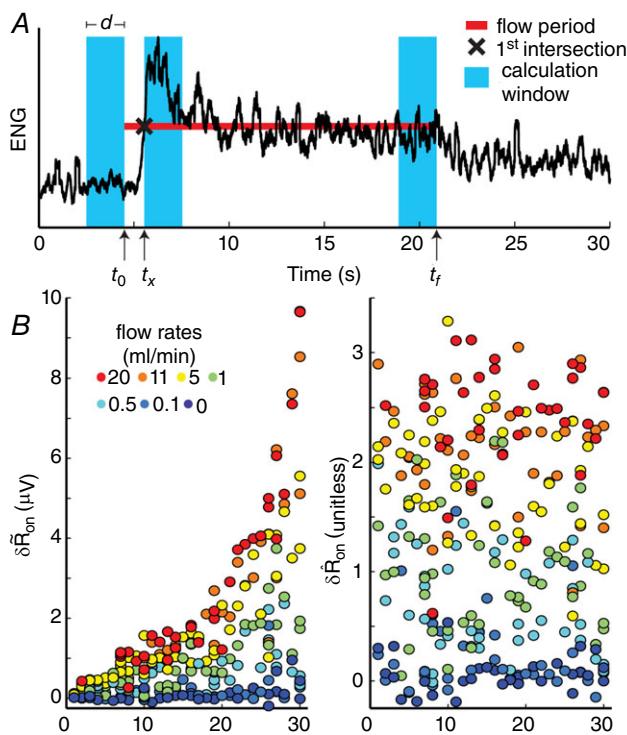 A
d
flow period
1st intersection
calculation
window
ENG
0 10 15 20 25 30
t0 tx Time (s) tf
B
flow rates
(ml/min)
20 11 5 1
0.5 0.1 0
δR̃on (µV)
10
8
6
4
2
0
0 10 20 30
δR̂on (unitless)
3
2
1
0
0 10 20 30